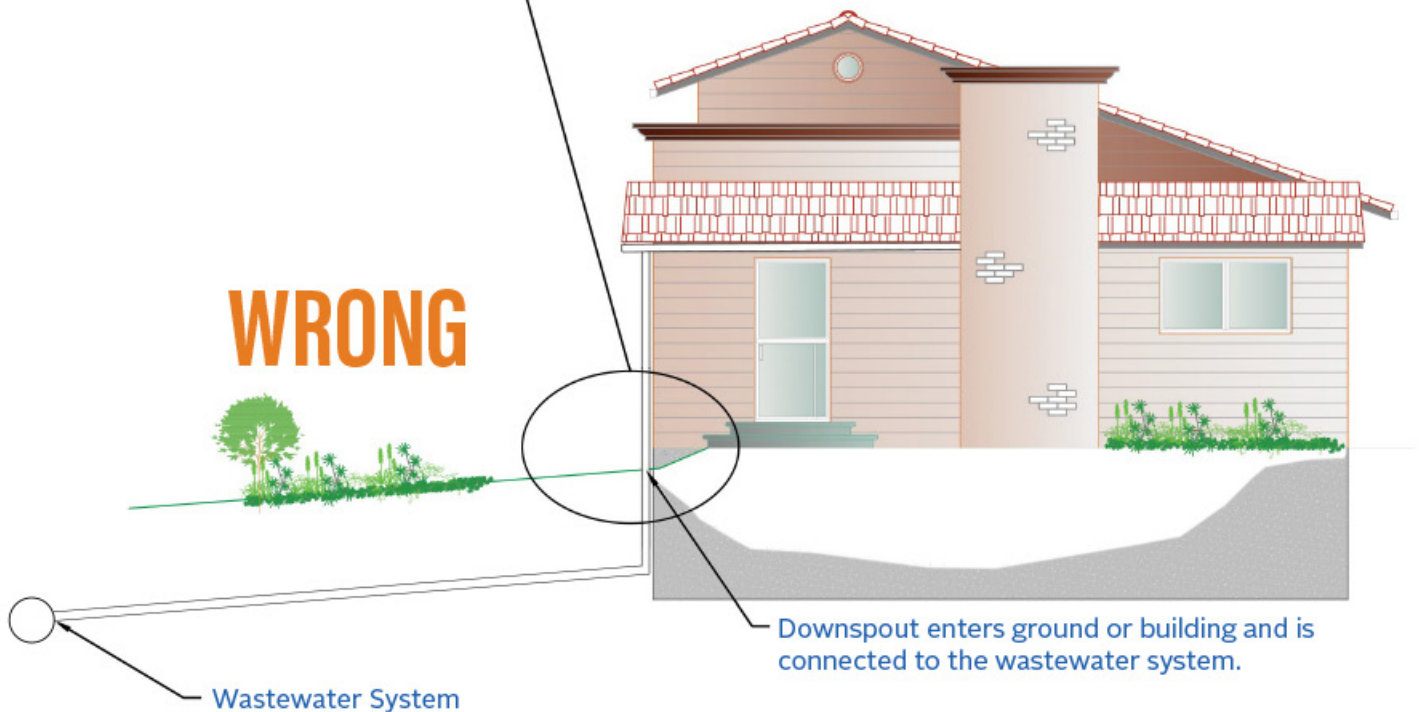 WRONG
Downspout enters ground or building and is
connected to the wastewater system.
Wastewater System